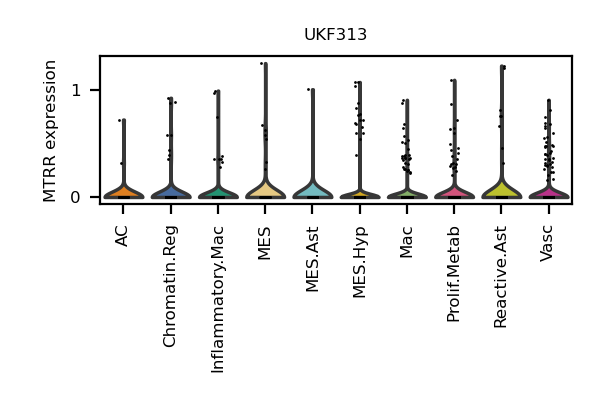 UKF313
MTRR expression
1
0
AC
Chromatin.Reg
Inflammatory.Mac
MES
MES.Ast
MES.Hyp
Mac
Prolif.Metab
Reactive.Ast
Vasc